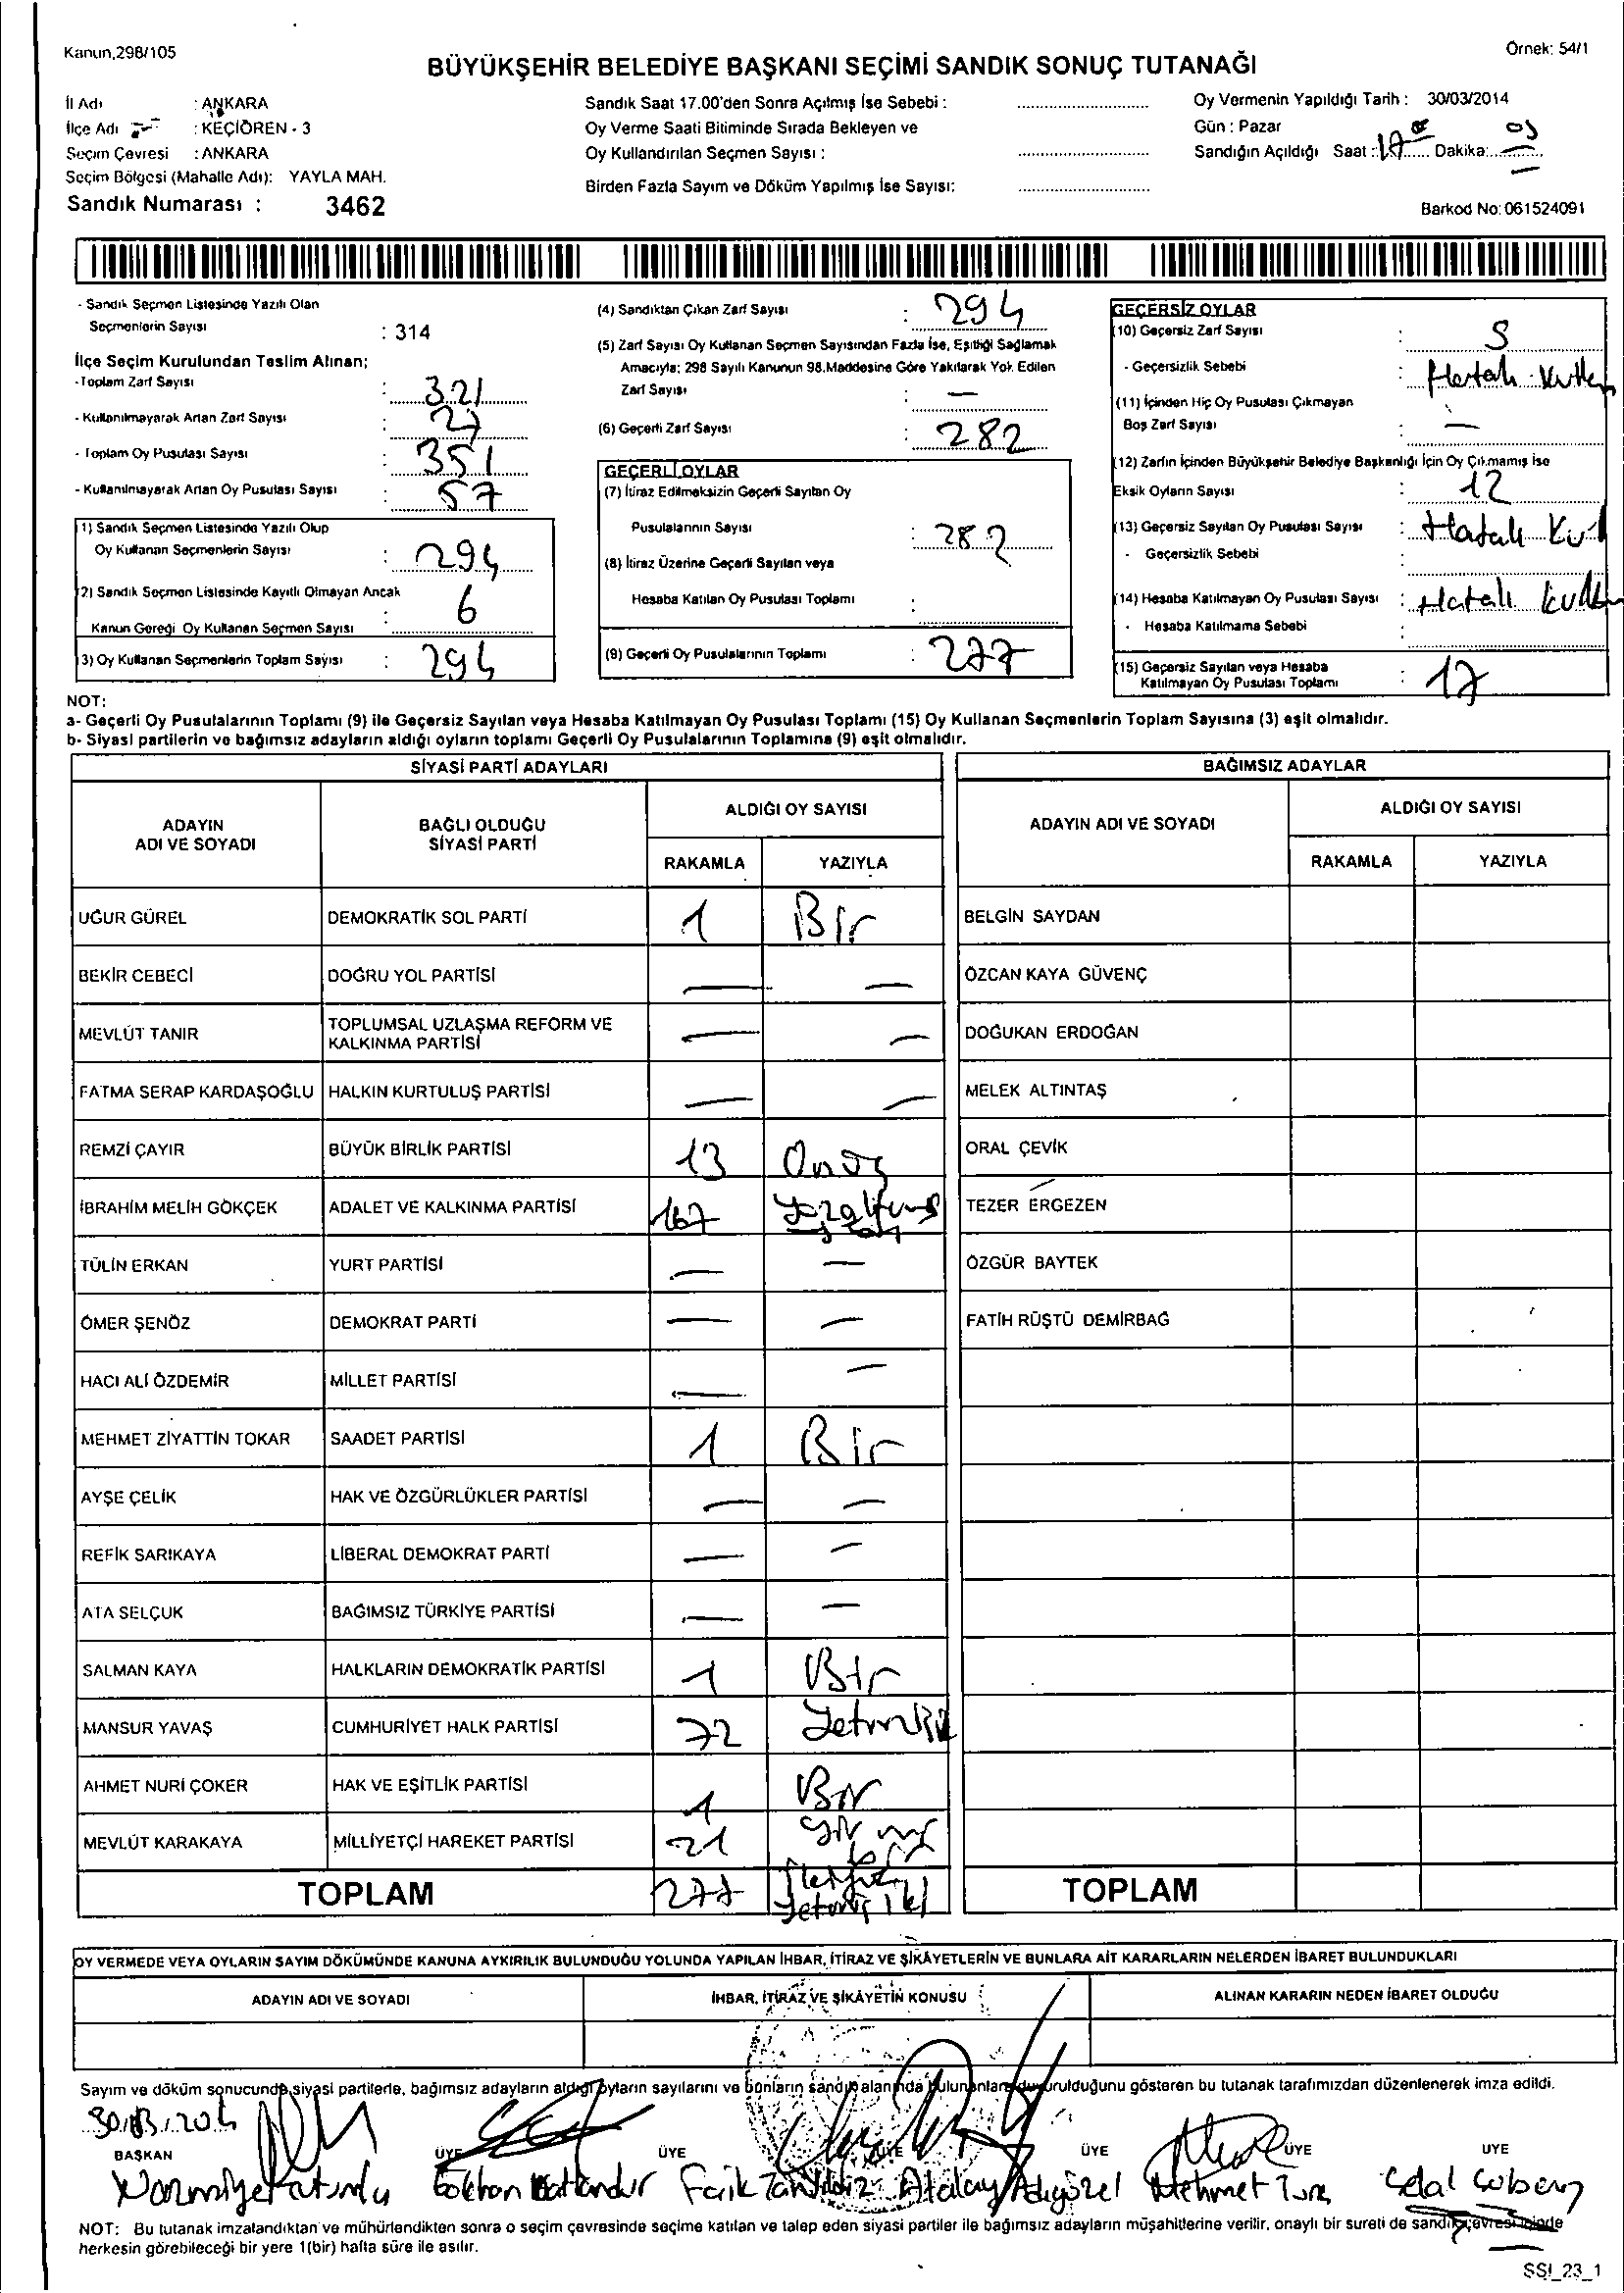 Kanun,298/105
Örnek: 54/1
BÜYÜKŞEHİR BELEDİYE BAŞKANI SEÇİMİ SANDIK SONUÇ TUTANAĞI
İl Adı : ANKARA
İlçe Adı : KEÇİÖREN - 3
Seçim Çevresi : ANKARA
Seçim Bölgesi (Mahalle Adı): YAYLA MAH.
Sandık Numarası : 3462
Sandık Saat 17.00'den Sonra Açılmış İse Sebebi :
Oy Verme Saati Bitiminde Sırada Bekleyen ve
Oy Kullandırılan Seçmen Sayısı :
Birden Fazla Sayım ve Döküm Yapılmış İse Sayısı:
Oy Vermenin Yapıldığı Tarih : 30/03/2014
Gün : Pazar
Sandığın Açıldığı Saat : 17 Dakika: 05
Barkod No: 061524091
- Sandık Seçmen Listesinde Yazılı Olan
Seçmenlerin Sayısı : 314
İlçe Seçim Kurulundan Teslim Alınan;
- Toplam Zarf Sayısı : 321
- Kullanılmayarak Artan Zarf Sayısı : 27
- Toplam Oy Pusulası Sayısı : 351
- Kullanılmayarak Artan Oy Pusulası Sayısı : 57
(1) Sandık Seçmen Listesinde Yazılı Olup
Oy Kullanan Seçmenlerin Sayısı : 294
(2) Sandık Seçmen Listesinde Kayıtlı Olmayan Ancak
Kanun Gereği Oy Kullanan Seçmen Sayısı : 6
(3) Oy Kullanan Seçmenlerin Toplam Sayısı : 294
(4) Sandıktan Çıkan Zarf Sayısı : 294
(5) Zarf Sayısı Oy Kullanan Seçmen Sayısından Fazla İse, Eşitliği Sağlamak
Amacıyla; 298 Sayılı Kanunun 98.Maddesine Göre Yakılarak Yok Edilen
Zarf Sayısı : —
(6) Geçerli Zarf Sayısı : 282
GEÇERLİ OYLAR
(7) İtiraz Edilmeksizin Geçerli Sayılan Oy
Pusulalarının Sayısı : 282
(8) İtiraz Üzerine Geçerli Sayılan veya
Hesaba Katılan Oy Pusulası Toplamı :
(9) Geçerli Oy Pusulalarının Toplamı : 277
GEÇERSİZ OYLAR
(10) Geçersiz Zarf Sayısı : 5
- Geçersizlik Sebebi : Hatalı
(11) İçinden Hiç Oy Pusulası Çıkmayan
Boş Zarf Sayısı : —
(12) Zarfın İçinden Büyükşehir Belediye Başkanlığı İçin Oy Çıkmamış İse
Eksik Oyların Sayısı : 12
(13) Geçersiz Sayılan Oy Pusulası Sayısı : Hatalı Kul
- Geçersizlik Sebebi :
(14) Hesaba Katılmayan Oy Pusulası Sayısı : Hatalı
- Hesaba Katılmama Sebebi :
(15) Geçersiz Sayılan veya Hesaba
Katılmayan Oy Pusulası Toplamı : 17
NOT:
a- Geçerli Oy Pusulalarının Toplamı (9) ile Geçersiz Sayılan veya Hesaba Katılmayan Oy Pusulası Toplamı (15) Oy Kullanan Seçmenlerin Toplam Sayısına (3) eşit olmalıdır.
b- Siyasi partilerin ve bağımsız adayların aldığı oyların toplamı Geçerli Oy Pusulalarının Toplamına (9) eşit olmalıdır.
SİYASİ PARTİ ADAYLARI
ADAYIN ADI VE SOYADI BAĞLI OLDUĞU SİYASİ PARTİ ALDIĞI OY SAYISI
RAKAMLA YAZIYLA
UĞUR GÜREL DEMOKRATİK SOL PARTİ 1 Bir
BEKİR CEBECİ DOĞRU YOL PARTİSİ — —
MEVLÜT TANIR TOPLUMSAL UZLAŞMA REFORM VE KALKINMA PARTİSİ — —
FATMA SERAP KARDAŞOĞLU HALKIN KURTULUŞ PARTİSİ — —
REMZİ ÇAYIR BÜYÜK BİRLİK PARTİSİ 13 Onüç
İBRAHİM MELİH GÖKÇEK ADALET VE KALKINMA PARTİSİ 167
TÜLİN ERKAN YURT PARTİSİ — —
ÖMER ŞENÖZ DEMOKRAT PARTİ — —
HACI ALİ ÖZDEMİR MİLLET PARTİSİ — —
MEHMET ZİYATTİN TOKAR SAADET PARTİSİ 1 Bir
AYŞE ÇELİK HAK VE ÖZGÜRLÜKLER PARTİSİ — —
REFİK SARIKAYA LİBERAL DEMOKRAT PARTİ — —
ATA SELÇUK BAĞIMSIZ TÜRKİYE PARTİSİ — —
SALMAN KAYA HALKLARIN DEMOKRATİK PARTİSİ 1 Bir
MANSUR YAVAŞ CUMHURİYET HALK PARTİSİ 72
AHMET NURİ ÇOKER HAK VE EŞİTLİK PARTİSİ 1 Bir
MEVLÜT KARAKAYA MİLLİYETÇİ HAREKET PARTİSİ 21
TOPLAM 277
BAĞIMSIZ ADAYLAR
ADAYIN ADI VE SOYADI ALDIĞI OY SAYISI
RAKAMLA YAZIYLA
BELGİN SAYDAN
ÖZCAN KAYA GÜVENÇ
DOĞUKAN ERDOĞAN
MELEK ALTINTAŞ
ORAL ÇEVİK
TEZER ERGEZEN
ÖZGÜR BAYTEK
FATİH RÜŞTÜ DEMİRBAĞ
TOPLAM
OY VERMEDE VEYA OYLARIN SAYIM DÖKÜMÜNDE KANUNA AYKIRILIK BULUNDUĞU YOLUNDA YAPILAN İHBAR, İTİRAZ VE ŞİKÂYETLERİN VE BUNLARA AİT KARARLARIN NELERDEN İBARET BULUNDUKLARI
ADAYIN ADI VE SOYADI İHBAR, İTİRAZ VE ŞİKÂYETİN KONUSU ALINAN KARARIN NEDEN İBARET OLDUĞU
Sayım ve döküm sonucunda siyasi partilerle, bağımsız adayların aldığı oyların sayılarını ve bunların sandık alanında bulunanlara duyurulduğunu gösteren bu tutanak tarafımızdan düzenlenerek imza edildi.
30/03/2014
BAŞKAN ÜYE ÜYE ÜYE ÜYE ÜYE ÜYE
Faik Atalay Adıgüzel Mehmet
NOT: Bu tutanak imzalandıktan ve mühürlendikten sonra o seçim çevresinde seçime katılan ve talep eden siyasi partiler ile bağımsız adayların müşahitlerine verilir, onaylı bir sureti de sandık çevresi içinde
herkesin görebileceği bir yere 1(bir) hafta süre ile asılır.
SSI_23_1